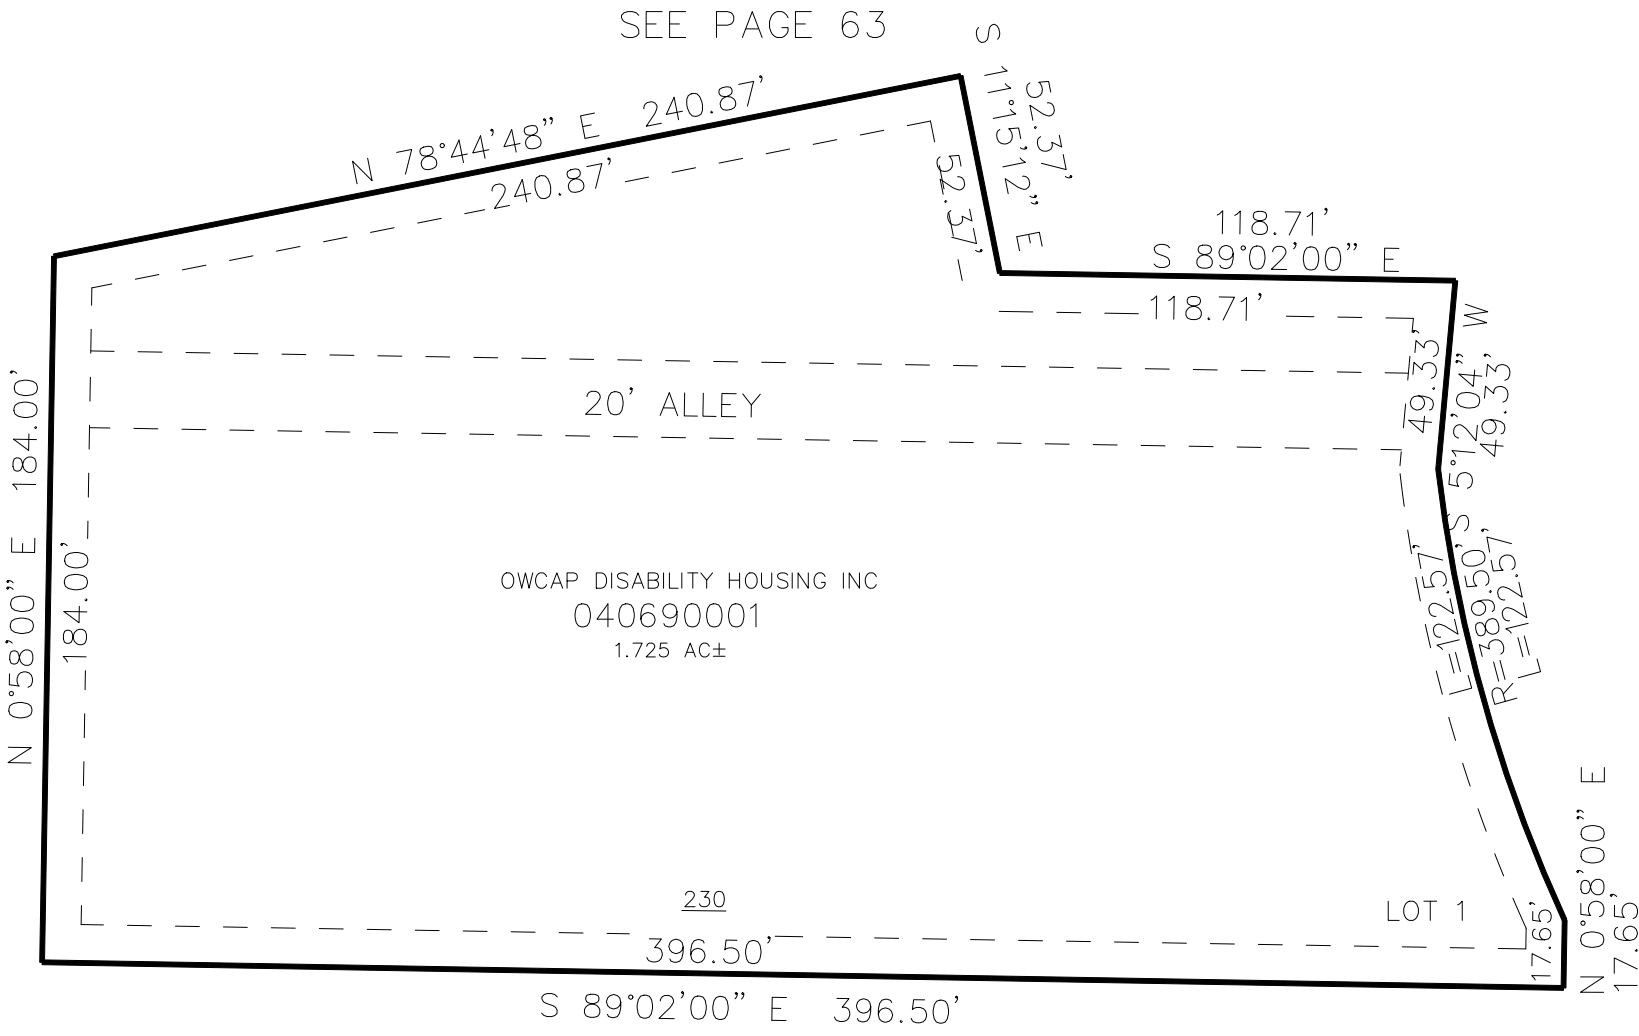 SEE PAGE 63
N 78°44'48" E 240.87'
240.87'
S 11°15'12" E
52.37'
52.37'
118.71'
S 89°02'00" E
118.71'
S 5°12'04" W
49.33'
49.33'
20' ALLEY
N 0°58'00" E 184.00'
184.00'
OWCAP DISABILITY HOUSING INC
040690001
1.725 AC±
L=122.57'
R=389.50'
L=122.57'
230
LOT 1
396.50'
17.65'
N 0°58'00" E
17.65'
S 89°02'00" E 396.50'